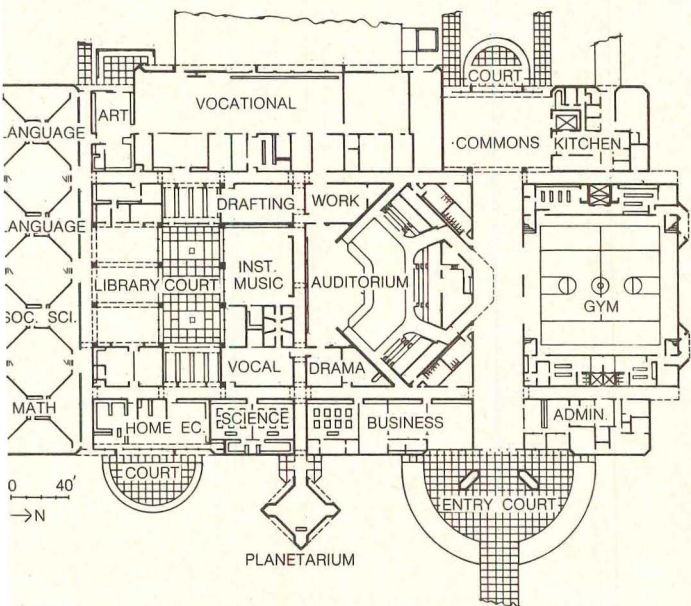 COURT
VOCATIONAL
ART
LANGUAGE
COMMONS
KITCHEN
DRAFTING
WORK
LANGUAGE
LIBRARY
COURT
INST.
MUSIC
AUDITORIUM
GYM
SOC. SCI.
VOCAL
DRAMA
MATH
HOME EC.
SCIENCE
BUSINESS
ADMIN.
COURT
ENTRY COURT
0 40'
→N
PLANETARIUM